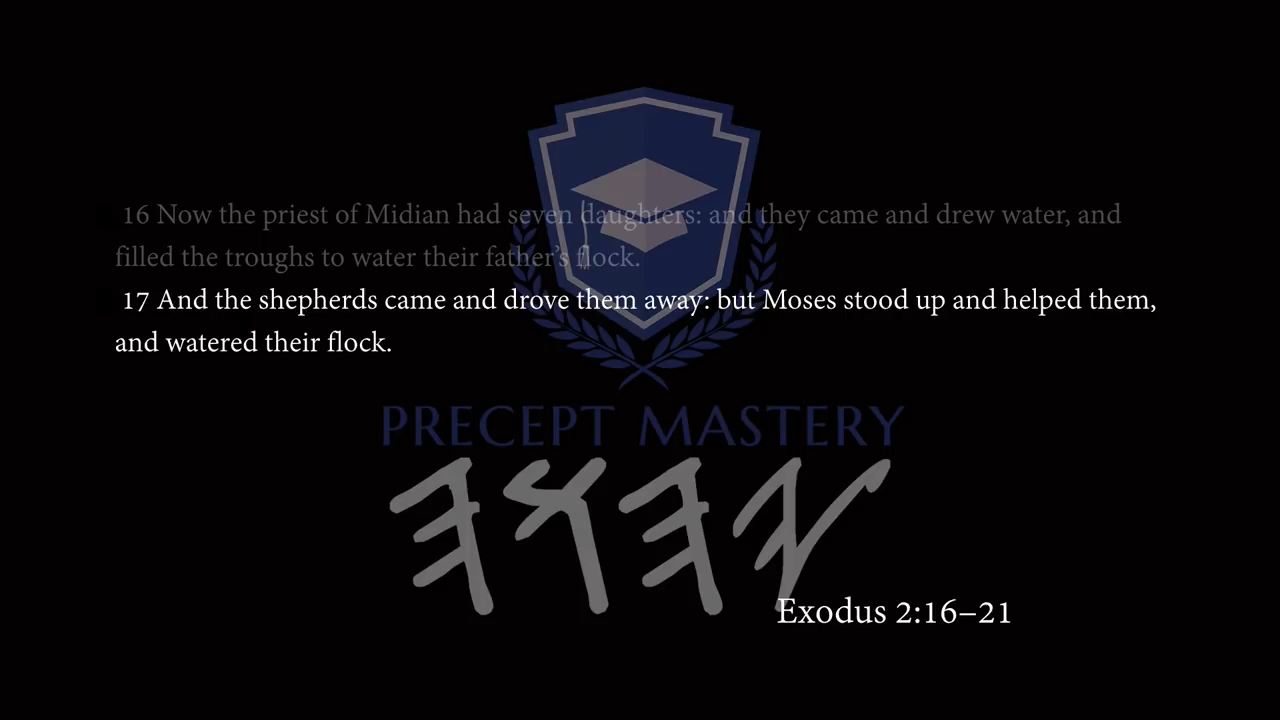 16 Now the priest of Midian had seven daughters: and they came and drew water, and
filled the troughs to water their father’s flock.
17 And the shepherds came and drove them away: but Moses stood up and helped them,
and watered their flock.
PRECEPT MASTERY
𐤉𐤄𐤅𐤄
Exodus 2:16–21